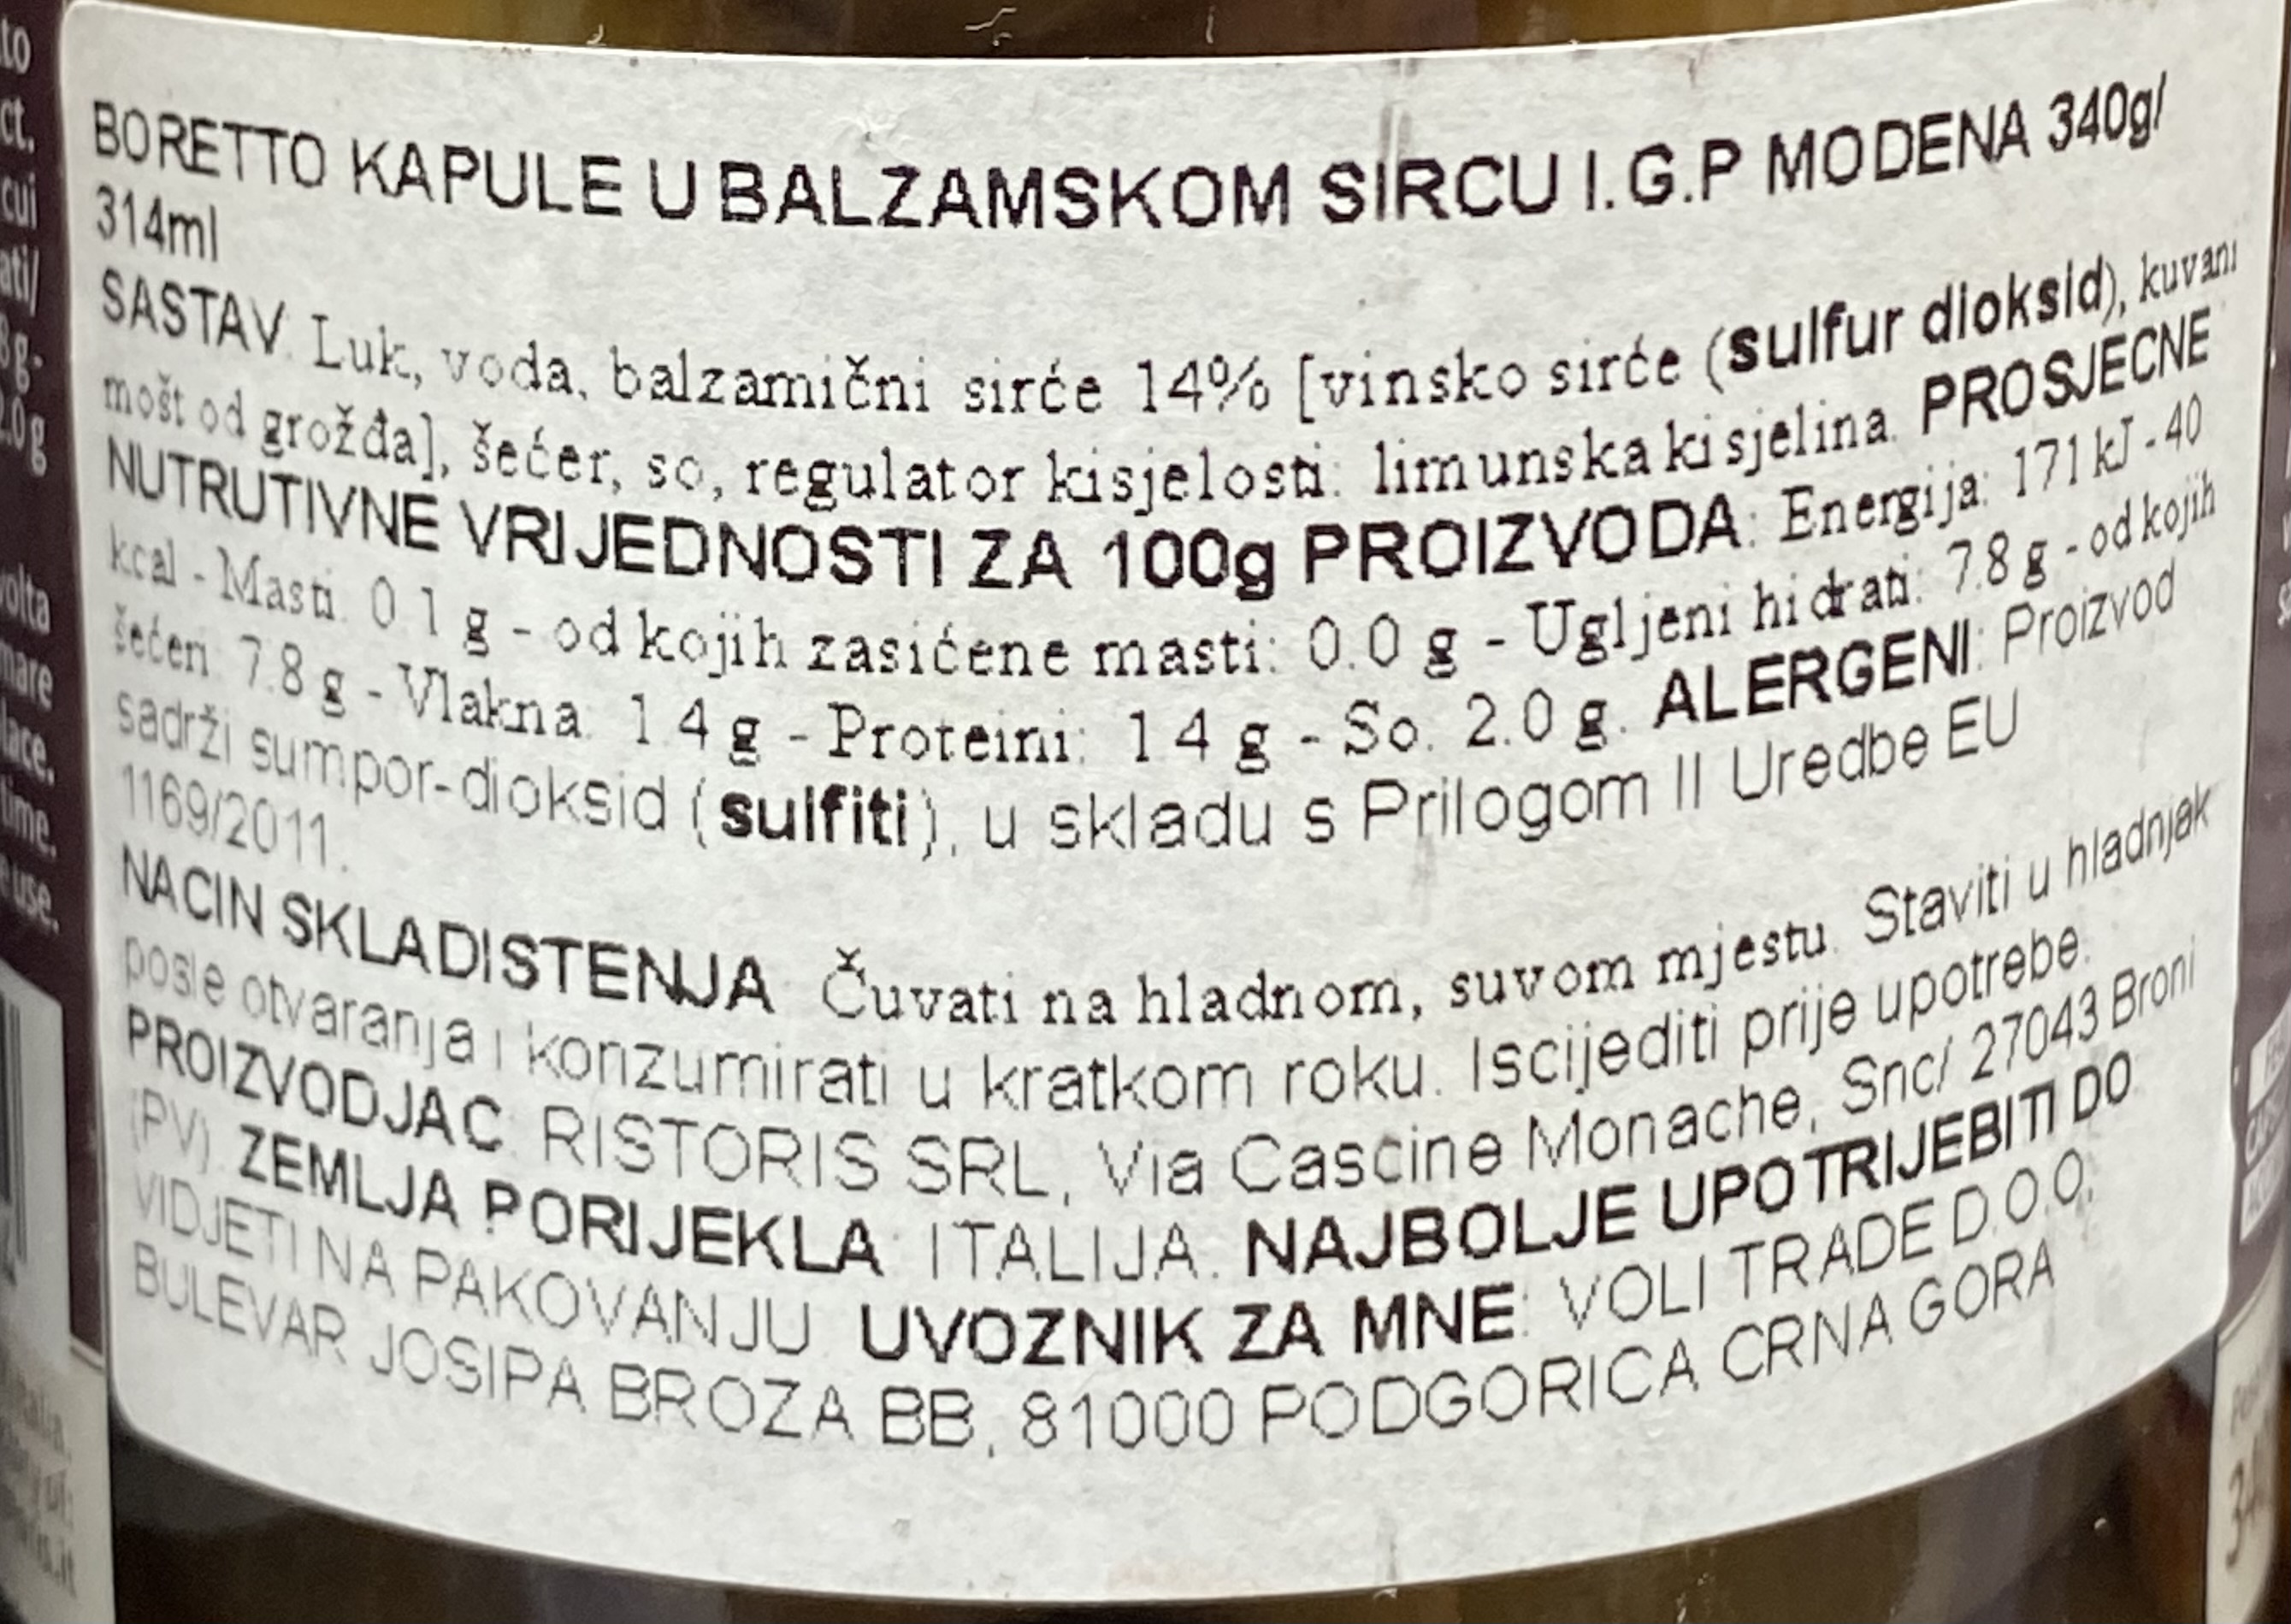 BORETTO KAPULE U BALZAMSKOM SIRCU I.G.P MODENA 340g/
314ml
SASTAV: Luk, voda, balzamični sirće 14% [vinsko sirće (sulfur dioksid), kuvani
mošt od grožđa], šećer, so, regulator kisjelosti: limunska kisjelina. PROSJECNE
NUTRUTIVNE VRIJEDNOSTI ZA 100g PROIZVODA: Energija: 171 kJ - 40
kcal - Masti: 0.1 g - od kojih zasićene masti: 0.0 g - Ugljeni hidrati: 7.8 g - od kojih
šećeri: 7.8 g - Vlakna: 1.4 g - Proteini: 1.4 g - So: 2.0 g. ALERGENI: Proizvod
sadrži sumpor-dioksid (sulfiti), u skladu s Prilogom II Uredbe EU
1169/2011.
NACIN SKLADISTENJA: Čuvati na hladnom, suvom mjestu. Staviti u hladnjak
posle otvaranja i konzumirati u kratkom roku. Iscijediti prije upotrebe.
PROIZVODJAC: RISTORIS SRL, Via Cascine Monache, Snc/ 27043 Broni
(PV). ZEMLJA PORIJEKLA: ITALIJA. NAJBOLJE UPOTRIJEBITI DO
VIDJETI NA PAKOVANJU. UVOZNIK ZA MNE: VOLI TRADE D.O.O,
BULEVAR JOSIPA BROZA BB, 81000 PODGORICA CRNA GORA